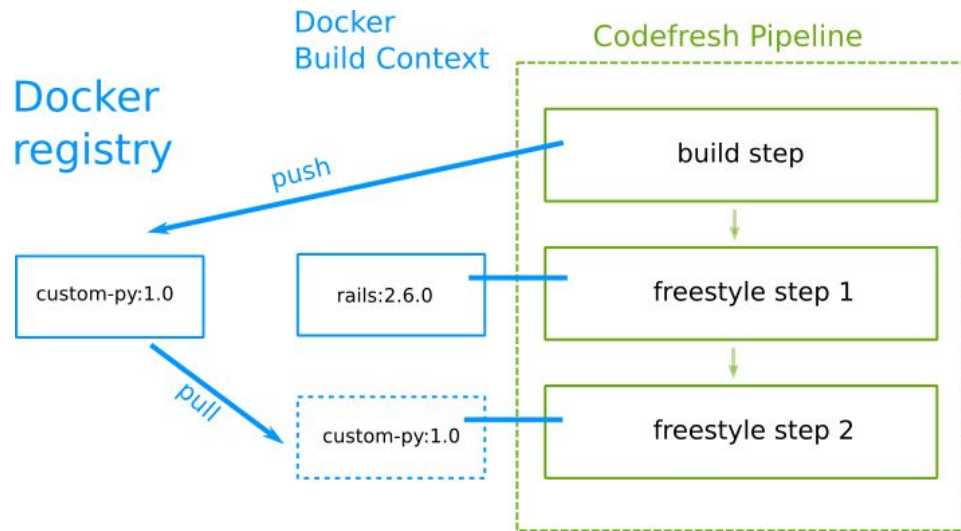 Docker
Build Context
Codefresh Pipeline
Docker
registry
build step
push
custom-py:1.0
rails:2.6.0
freestyle step 1
pull
custom-py:1.0
freestyle step 2